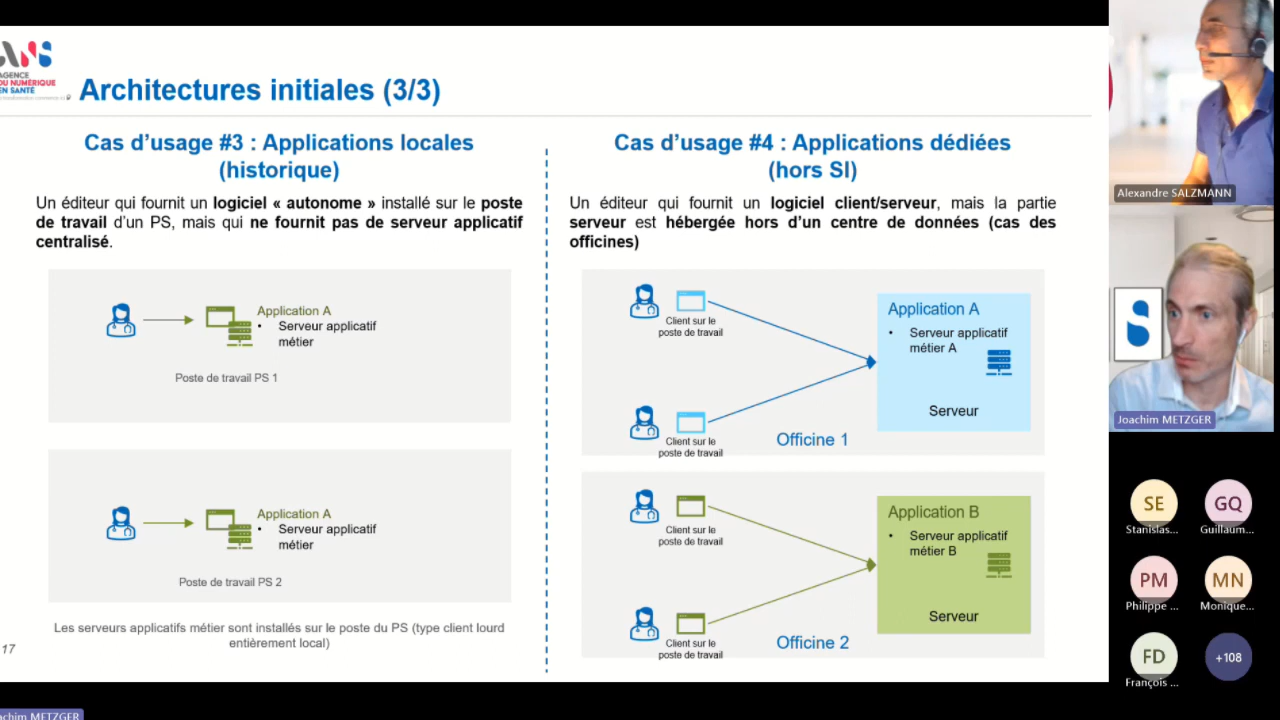 AGENCE
DU NUMÉRIQUE
EN SANTÉ
Architectures initiales (3/3)
Cas d’usage #3 : Applications locales
(historique)
Un éditeur qui fournit un logiciel « autonome » installé sur le poste
de travail d’un PS, mais qui ne fournit pas de serveur applicatif
centralisé.
Application A
• Serveur applicatif
métier
Poste de travail PS 1
Application A
• Serveur applicatif
métier
Poste de travail PS 2
Les serveurs applicatifs métier sont installés sur le poste du PS (type client lourd
entièrement local)
17
Cas d’usage #4 : Applications dédiées
(hors SI)
Un éditeur qui fournit un logiciel client/serveur, mais la partie
serveur est hébergée hors d’un centre de données (cas des
officines)
Client sur le
poste de travail
Client sur le
poste de travail
Application A
• Serveur applicatif
métier A
Serveur
Officine 1
Client sur le
poste de travail
Client sur le
poste de travail
Application B
• Serveur applicatif
métier B
Serveur
Officine 2
Alexandre SALZMANN
Joachim METZGER
SE
Stanislas...
GQ
Guillaum...
PM
Philippe ...
MN
Monique...
FD
François ...
+108
achim METZGER